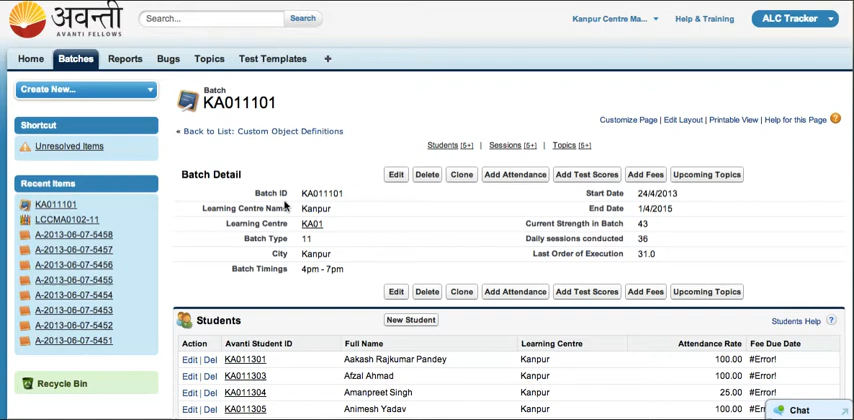 अवन्ती
AVANTI FELLOWS
Search...
Search
Kanpur Centre Ma...
Help & Training
ALC Tracker
Home
Batches
Reports
Bugs
Topics
Test Templates
+
Create New...
Shortcut
Unresolved Items
Recent Items
KA011101
LCCMA0102-11
A-2013-06-07-5458
A-2013-06-07-5457
A-2013-06-07-5456
A-2013-06-07-5455
A-2013-06-07-5454
A-2013-06-07-5453
A-2013-06-07-5452
A-2013-06-07-5451
Recycle Bin
Batch
KA011101
Customize Page | Edit Layout | Printable View | Help for this Page ?
« Back to List: Custom Object Definitions
Students [5+] | Sessions [5+] | Topics [5+]
Batch Detail
Edit Delete Clone Add Attendance Add Test Scores Add Fees Upcoming Topics
Batch ID KA011101 Start Date 24/4/2013
Learning Centre Name Kanpur End Date 1/4/2015
Learning Centre KA01 Current Strength in Batch 43
Batch Type 11 Daily sessions conducted 36
City Kanpur Last Order of Execution 31.0
Batch Timings 4pm - 7pm
Edit Delete Clone Add Attendance Add Test Scores Add Fees Upcoming Topics
Students New Student Students Help ?
Action Avanti Student ID Full Name Learning Centre Attendance Rate Fee Due Date
Edit | Del KA011301 Aakash Rajkumar Pandey Kanpur 100.00 #Error!
Edit | Del KA011303 Afzal Ahmad Kanpur 100.00 #Error!
Edit | Del KA011304 Amanpreet Singh Kanpur 25.00 #Error!
Edit | Del KA011305 Animesh Yadav Kanpur 100.00 #Error!
Chat